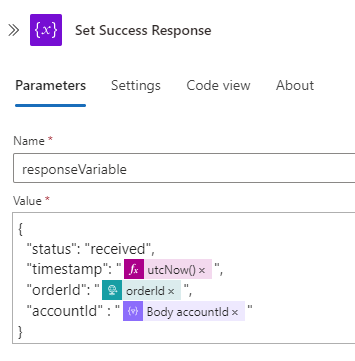 {x} Set Success Response
Parameters Settings Code view About
Name *
responseVariable
Value *
{
"status": "received",
"timestamp": " fx utcNow() × ",
"orderId": " orderId × ",
"accountId" : " {v} Body accountId × "
}